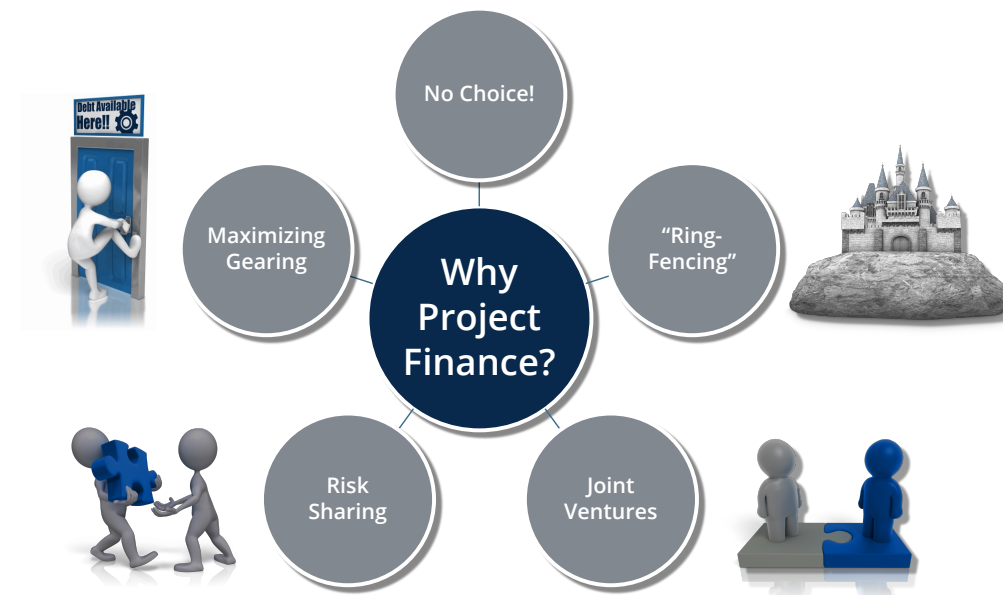 No Choice!
Debt Available
Here!!
Maximizing
Gearing
“Ring-
Fencing”
Why
Project
Finance?
Risk
Sharing
Joint
Ventures